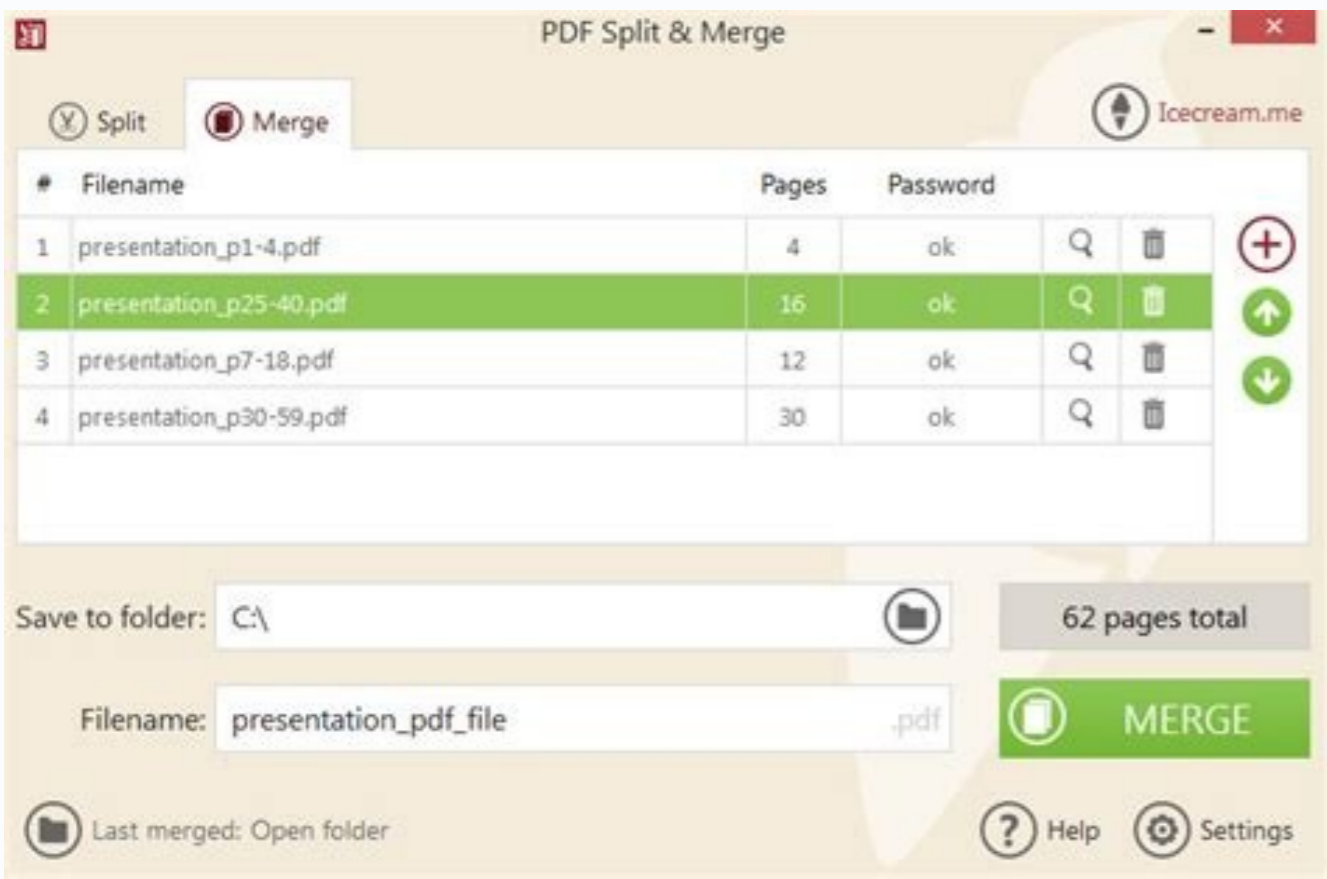 PDF Split & Merge
Split
Merge
Icecream.me
# Filename Pages Password
1 presentation_p1-4.pdf 4 ok
2 presentation_p25-40.pdf 16 ok
3 presentation_p7-18.pdf 12 ok
4 presentation_p30-59.pdf 30 ok
Save to folder: C:\
62 pages total
Filename: presentation_pdf_file .pdf
MERGE
Last merged: Open folder
Help
Settings